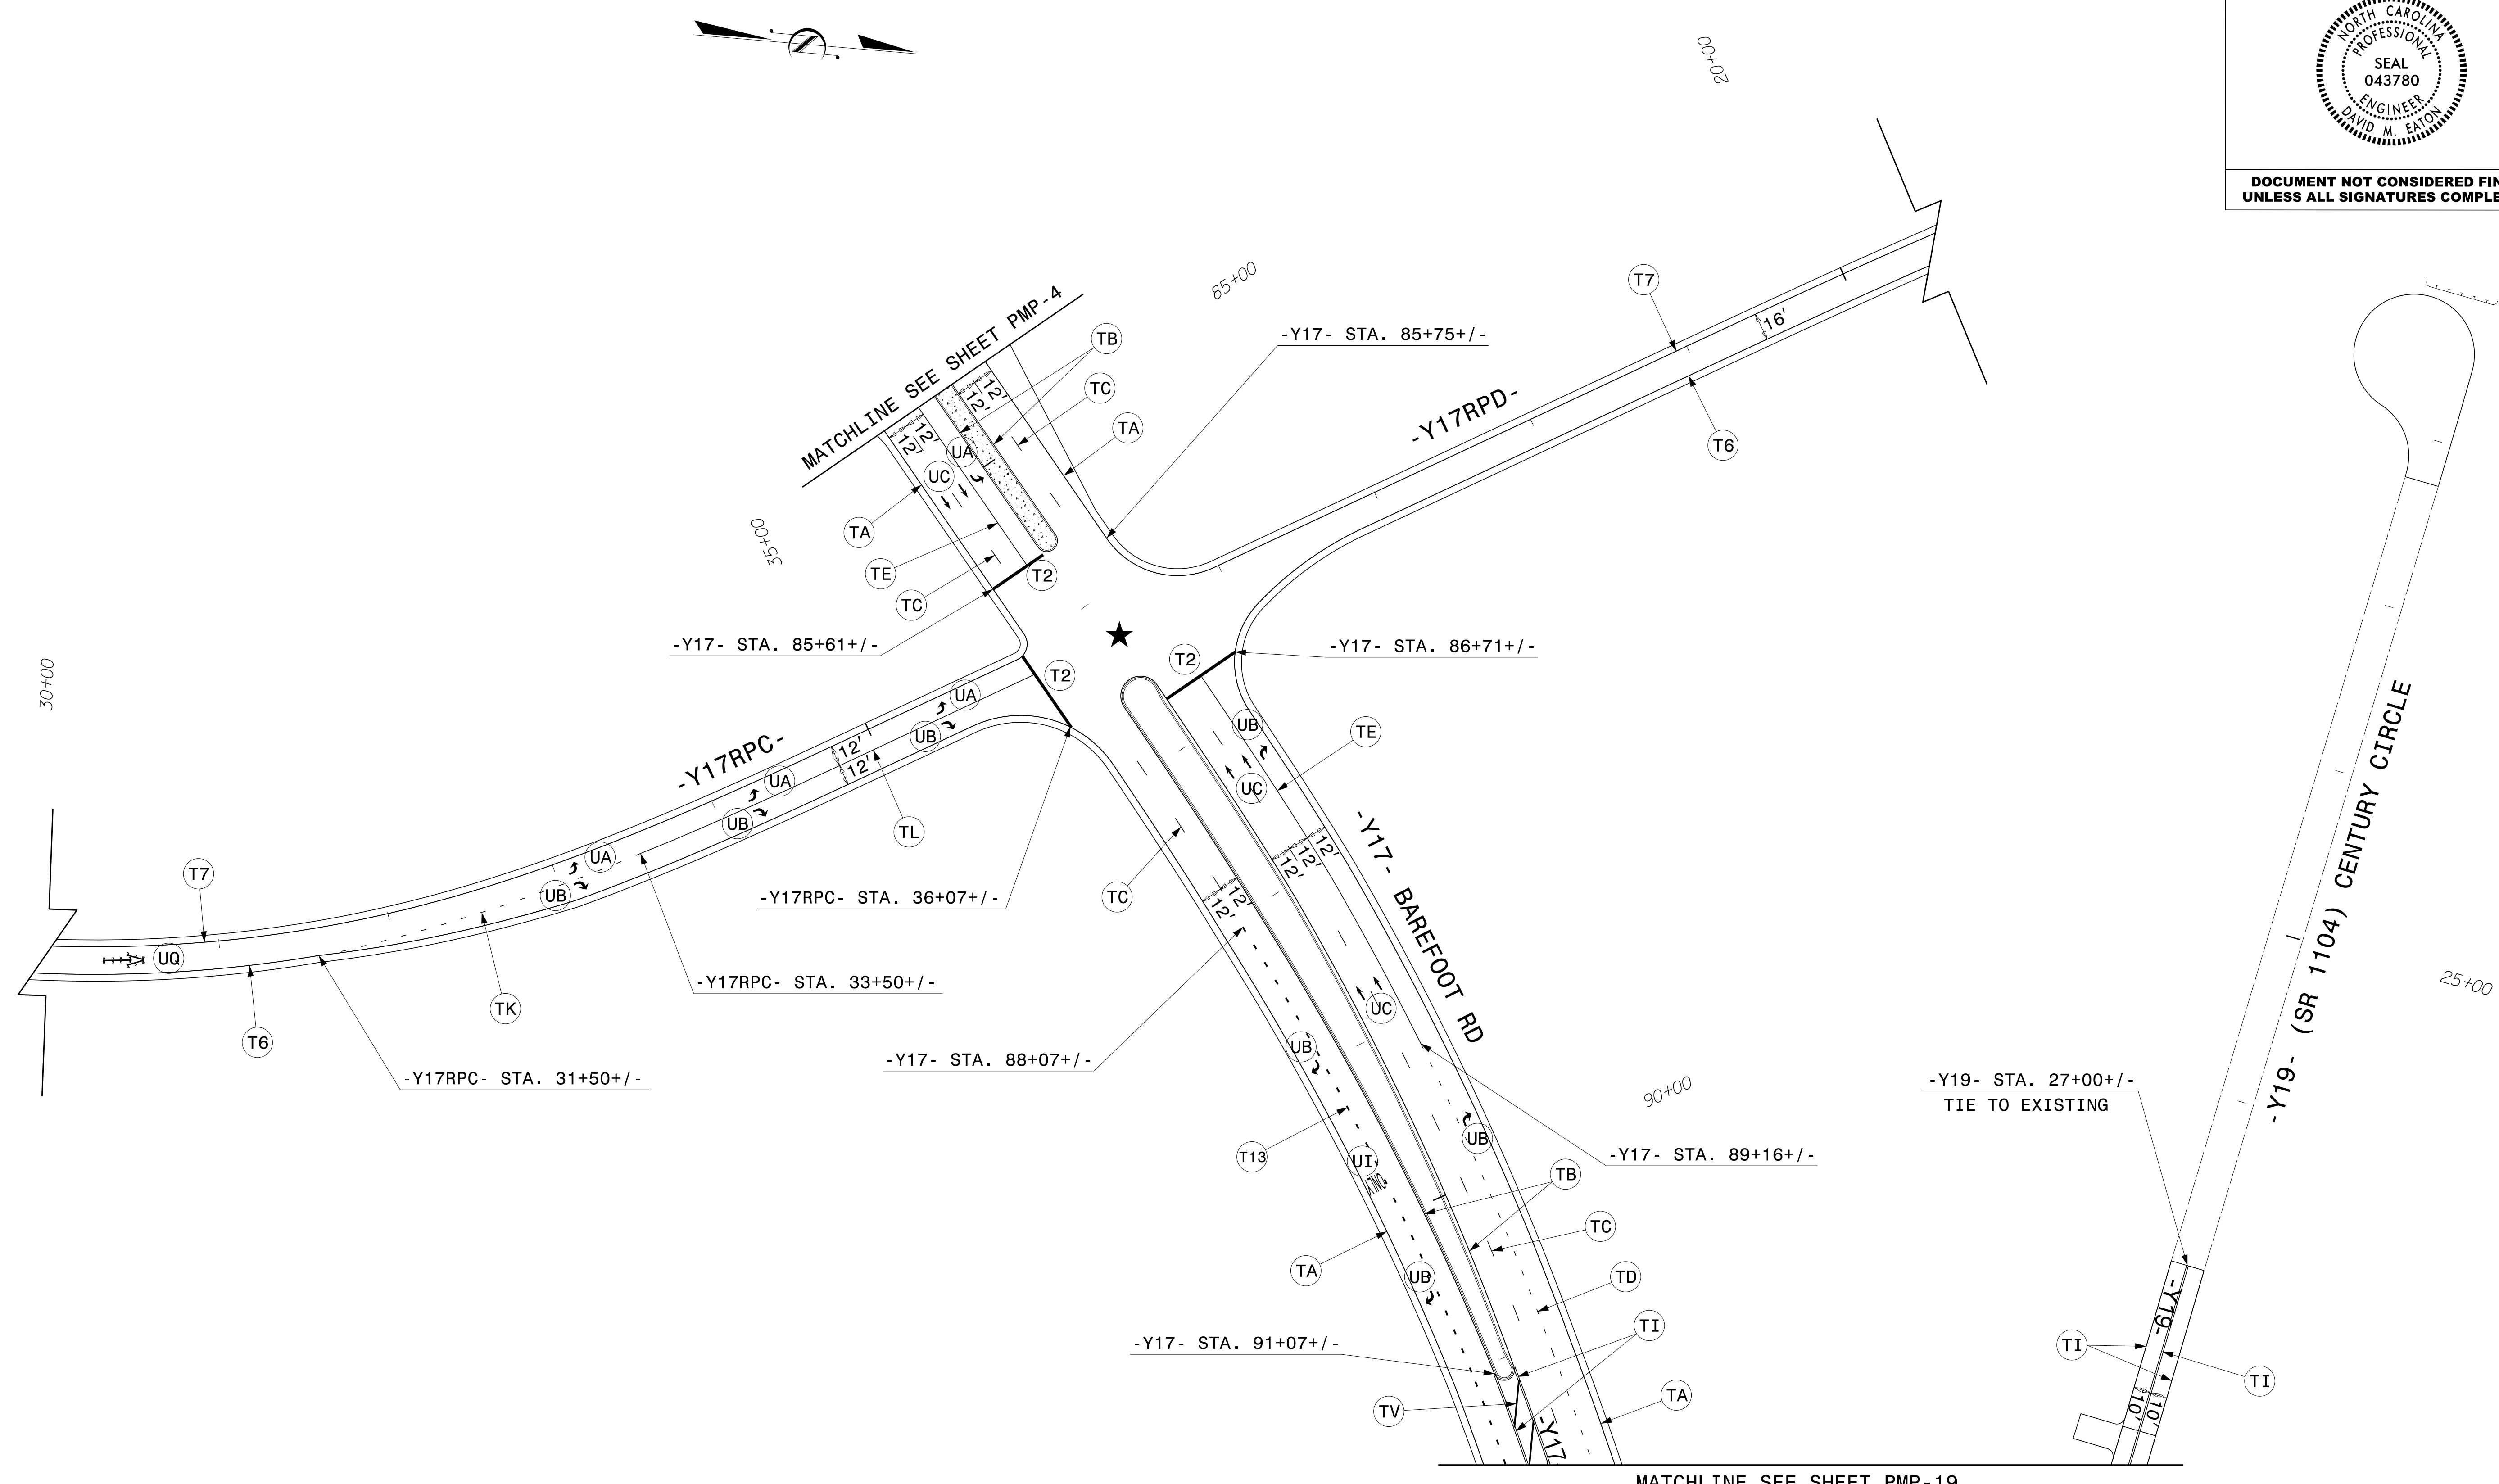 NORTH CAROLINA
PROFESSIONAL
SEAL
043780
ENGINEER
DAVID M. EATON
DOCUMENT NOT CONSIDERED FIN
UNLESS ALL SIGNATURES COMPLE
20+00
85+00
MATCHLINE SEE SHEET PMP-4
TB
TC
TA
12'
12'
12'
12'
UA
UC
-Y17- STA. 85+75+/-
T7
16'
-Y17RPD-
T6
35+00
TA
TE
TC
T2
-Y17- STA. 85+61+/-
T2
-Y17- STA. 86+71+/-
T2
30+00
-Y17RPC-
UA
UB
12'
12'
UA
UB
TL
UA
UB
T7
UQ
TK
T6
-Y17RPC- STA. 36+07+/-
-Y17RPC- STA. 33+50+/-
-Y17RPC- STA. 31+50+/-
UB
TE
UC
12'
12'
12'
-Y17- BAREFOOT RD
TC
12'
12'
UC
-Y17- STA. 88+07+/-
UB
UB
90+00
-Y17- STA. 89+16+/-
T13
UI
ONLY
TB
TC
TA
UB
TD
TI
-Y17- STA. 91+07+/-
TV
TA
-Y17
-Y19- (SR 1104) CENTURY CIRCLE
25+00
-Y19- STA. 27+00+/-
TIE TO EXISTING
-Y19-
TI
TI
10'
10'
MATCHLINE SEE SHEET PMP-19